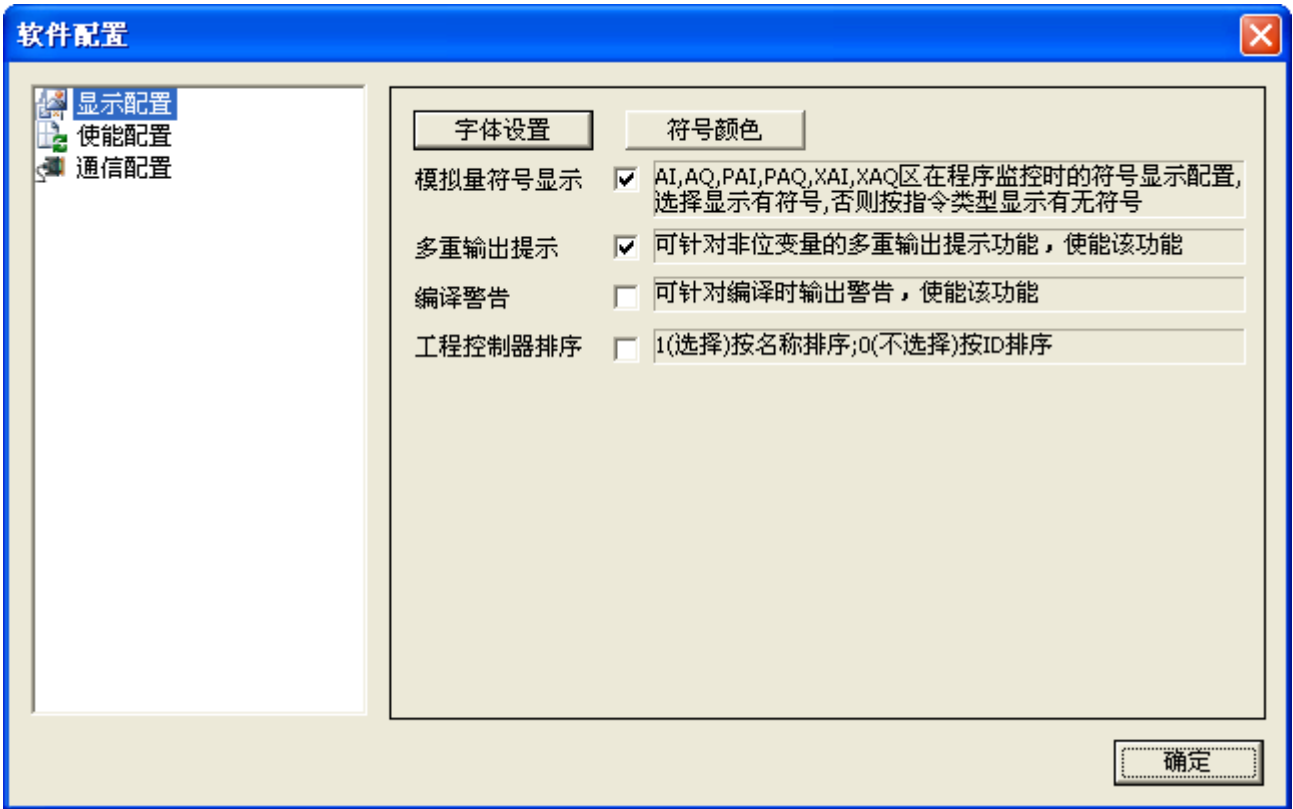 软件配置
显示配置
使能配置
通信配置
字体设置 符号颜色
模拟量符号显示 AI,AQ,PAI,PAQ,XAI,XAQ区在程序监控时的符号显示配置,
选择显示有符号,否则按指令类型显示有无符号
多重输出提示 可针对非位变量的多重输出提示功能，使能该功能
编译警告 可针对编译时输出警告，使能该功能
工程控制器排序 1(选择)按名称排序;0(不选择)按ID排序
确定